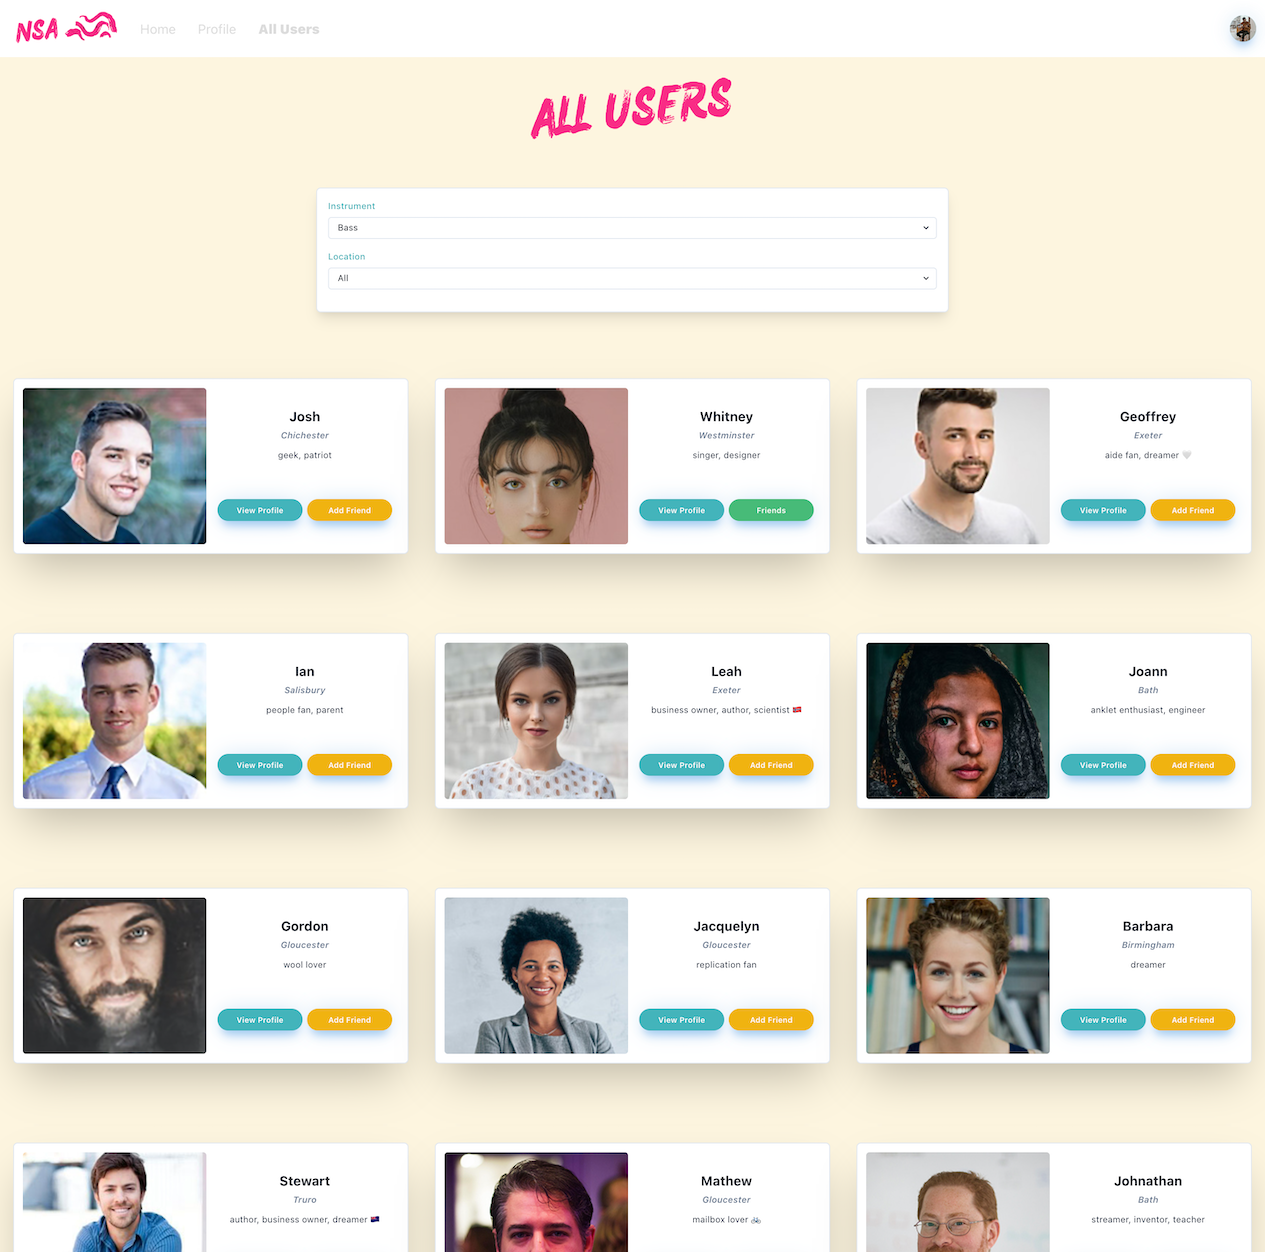 NSA
Home
Profile
All Users
ALL USERS
Instrument
Bass
Location
All
Josh
Chichester
geek, patriot
View Profile
Add Friend
Whitney
Westminster
singer, designer
View Profile
Friends
Geoffrey
Exeter
aide fan, dreamer 🤍
View Profile
Add Friend
Ian
Salisbury
people fan, parent
View Profile
Add Friend
Leah
Exeter
business owner, author, scientist
View Profile
Add Friend
Joann
Bath
anklet enthusiast, engineer
View Profile
Add Friend
Gordon
Gloucester
wool lover
View Profile
Add Friend
Jacquelyn
Gloucester
replication fan
View Profile
Add Friend
Barbara
Birmingham
dreamer
View Profile
Add Friend
Stewart
Truro
author, business owner, dreamer
Mathew
Gloucester
mailbox lover 🚲
Johnathan
Bath
streamer, inventor, teacher